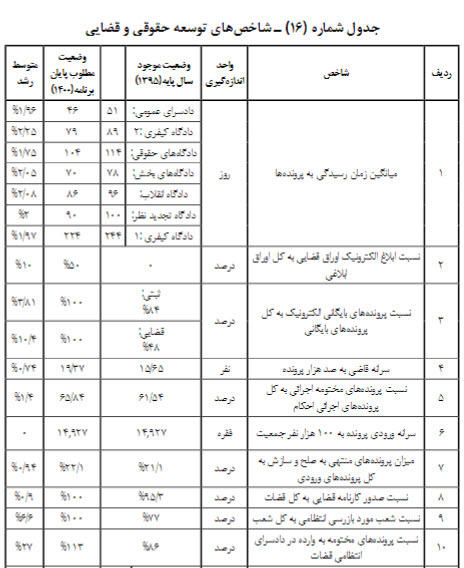 جدول شماره (۱۶) ــ شاخص‌های توسعه حقوقی و قضایی
ردیف | شاخص | واحد اندازه‌گیری | وضعیت موجود سال پایه (۱۳۹۵) | وضعیت مطلوب پایان برنامه (۱۴۰۰) | متوسط رشد
۱ | میانگین زمان رسیدگی به پرونده‌ها | روز | دادسرای عمومی: | ۵۱ | ۴۶ | %۱/۹۶
دادگاه کیفری ۲: | ۸۹ | ۷۹ | %۲/۲۵
دادگاه‌های حقوقی: | ۱۱۴ | ۱۰۴ | %۱/۷۵
دادگاه‌های بخش: | ۷۸ | ۷۰ | %۲/۰۵
دادگاه انقلاب: | ۹۶ | ۸۶ | %۲/۰۸
دادگاه تجدید نظر: | ۱۰۰ | ۹۰ | %۲
دادگاه کیفری ۱: | ۲۴۴ | ۲۲۴ | %۱/۹۷
۲ | نسبت ابلاغ الکترونیک اوراق قضایی به کل اوراق ابلاغی | درصد | ۰ | %۵۰ | %۱۰
۳ | نسبت پرونده‌های بایگانی الکترونیک به کل پرونده‌های بایگانی | درصد | ثبتی: %۸۴ | %۱۰۰ | %۳/۸۱
قضایی: %۴۸ | %۱۰۰ | %۱۰/۴
۴ | سرانه قاضی به صد هزار پرونده | نفر | ۱۵/۶۵ | ۱۹/۳۷ | %۰/۷۴
۵ | نسبت پرونده‌های مختومه اجرائی به کل پرونده‌های اجرائی احکام | درصد | ۶۱/۵۴ | ۶۵/۸۴ | %۱/۴
۶ | سرانه ورودی پرونده به ۱۰۰ هزار نفر جمعیت | فقره | ۱۴,۹۲۷ | ۱۴,۹۲۷ | ۰
۷ | میزان پرونده‌های منتهی به صلح و سازش به کل پرونده‌های ورودی | درصد | %۲۱/۱ | %۲۲/۱ | %۰/۹۴
۸ | نسبت صدور کارنامه قضایی به کل قضات | درصد | %۹۵/۳ | %۱۰۰ | %۰/۹
۹ | نسبت شعب مورد بازرسی انتظامی به کل شعب | درصد | %۷۷ | %۱۰۰ | %۶/۶
۱۰ | نسبت پرونده‌های مختومه به وارده در دادسرای انتظامی قضات | درصد | %۸۶ | %۱۱۳ | %۲۷